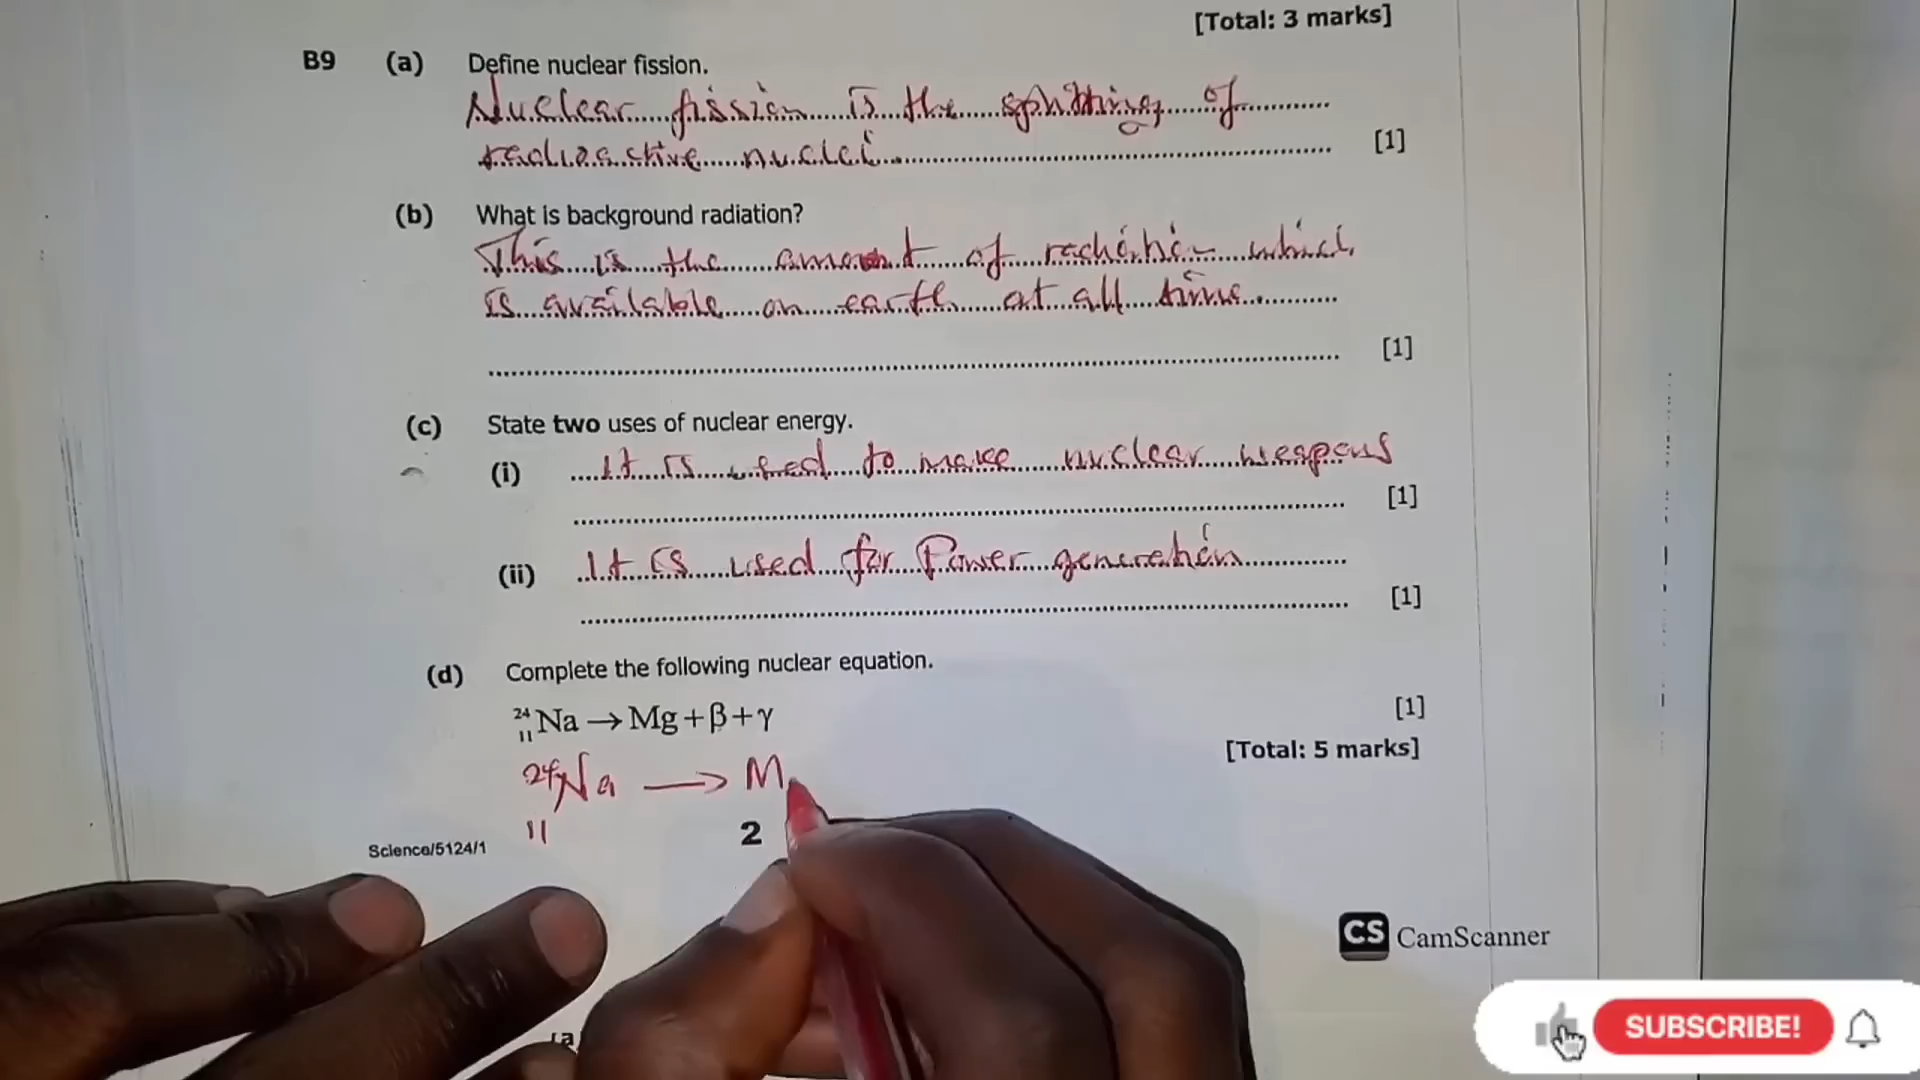 [Total: 3 marks]
B9 (a) Define nuclear fission.
Nuclear fission is the splitting of
radioactive nuclei [1]
(b) What is background radiation?
This is the amount of radiation which
is available on earth at all time.
[1]
(c) State two uses of nuclear energy.
(i) It is used to make nuclear weapons
[1]
(ii) It is used for Power generation
[1]
(d) Complete the following nuclear equation.
²⁴₁₁Na → Mg + β + γ [1]
[Total: 5 marks]
²⁴₁₁Na → M
2
Science/5124/1
CS CamScanner
SUBSCRIBE!